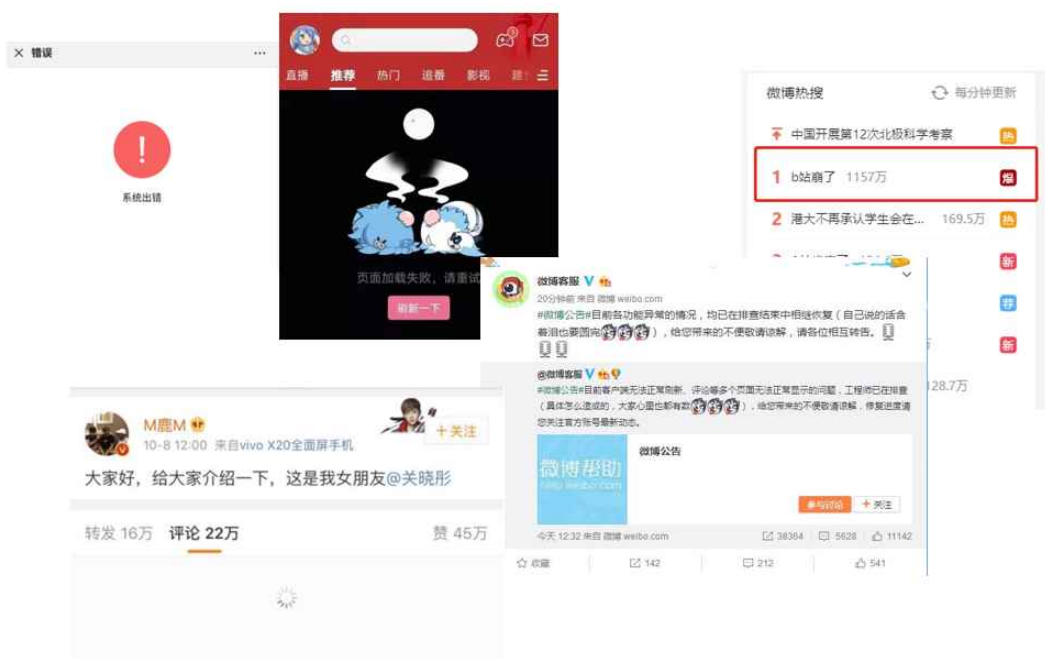 错误
系统出错
直播 推荐 热门 追番 影视
页面加载失败，请重试
刷新一下
微博热搜 每分钟更新
中国开展第12次北极科学考察 热
1 b站崩了 1157万 爆
2 港大不再承认学生会在... 169.5万 热
新
荐
新
128.7万
微博客服
20分钟前 来自 微博 weibo.com
#微博公告#目前各功能异常的情况，均已在排查结束中相继恢复（自己说的话含
着泪也要圆完），给您带来的不便敬请谅解，请各位相互转告。
@微博客服
#微博公告#目前客户端无法正常刷新、评论等多个页面无法正常显示的问题，工程师已在排查
（具体怎么造成的，大家心里也都有数），给您带来的不便敬请谅解，修复进度请
您关注官方账号最新动态。
微博公告
微博帮助
help.weibo.com
参与讨论 +关注
今天 12:32 来自 微博 weibo.com 38364 5628 11142
收藏 142 212 541
M鹿M
10-8 12:00 来自vivo X20全面屏手机
+关注
大家好，给大家介绍一下，这是我女朋友@关晓彤
转发 16万 评论 22万 赞 45万